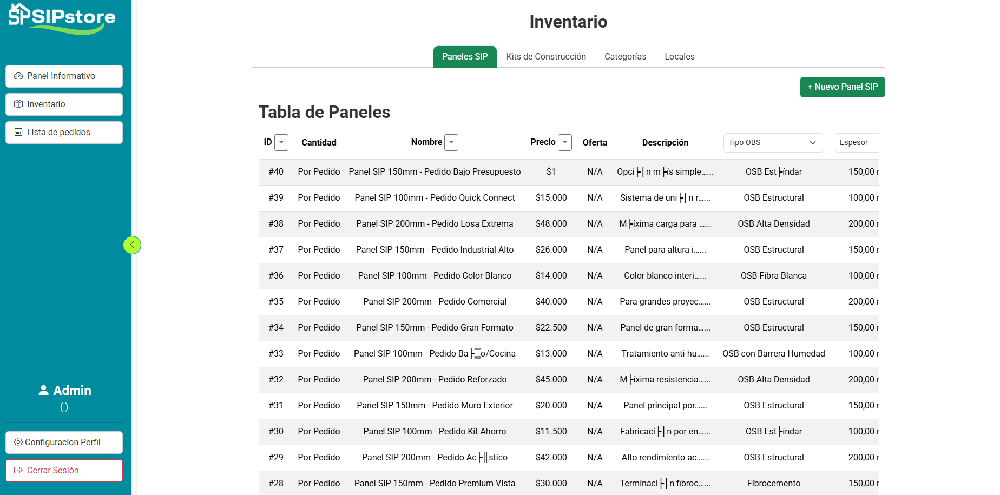 SIPstore
Panel Informativo
Inventario
Lista de pedidos
Admin
( )
Configuracion Perfil
Cerrar Sesión
Inventario
Paneles SIP Kits de Construcción Categorías Locales
+ Nuevo Panel SIP
Tabla de Paneles
ID Cantidad Nombre Precio Oferta Descripción Tipo OBS Espesor
#40 Por Pedido Panel SIP 150mm - Pedido Bajo Presupuesto $1 N/A Opci├│n m├ís simple…... OSB Est├índar 150,00
#39 Por Pedido Panel SIP 100mm - Pedido Quick Connect $15.000 N/A Sistema de uni├│n r…... OSB Estructural 100,00
#38 Por Pedido Panel SIP 200mm - Pedido Losa Extrema $48.000 N/A M├íxima carga para …... OSB Alta Densidad 200,00
#37 Por Pedido Panel SIP 150mm - Pedido Industrial Alto $26.000 N/A Panel para altura i…... OSB Estructural 150,00
#36 Por Pedido Panel SIP 100mm - Pedido Color Blanco $14.000 N/A Color blanco interi…... OSB Fibra Blanca 100,00
#35 Por Pedido Panel SIP 200mm - Pedido Comercial $40.000 N/A Para grandes proyec…... OSB Estructural 200,00
#34 Por Pedido Panel SIP 150mm - Pedido Gran Formato $22.500 N/A Panel de gran forma…... OSB Estructural 150,00
#33 Por Pedido Panel SIP 100mm - Pedido Ba├▒o/Cocina $13.000 N/A Tratamiento anti-hu…... OSB con Barrera Humedad 100,00
#32 Por Pedido Panel SIP 200mm - Pedido Reforzado $45.000 N/A M├íxima resistencia…... OSB Alta Densidad 200,00
#31 Por Pedido Panel SIP 150mm - Pedido Muro Exterior $20.000 N/A Panel principal por…... OSB Estructural 150,00
#30 Por Pedido Panel SIP 100mm - Pedido Kit Ahorro $11.500 N/A Fabricaci├│n por en…... OSB Est├índar 100,00
#29 Por Pedido Panel SIP 200mm - Pedido Ac├║stico $42.000 N/A Alto rendimiento ac…... OSB Estructural 200,00
#28 Por Pedido Panel SIP 150mm - Pedido Premium Vista $30.000 N/A Terminaci├│n fibroc…... Fibrocemento 150,00